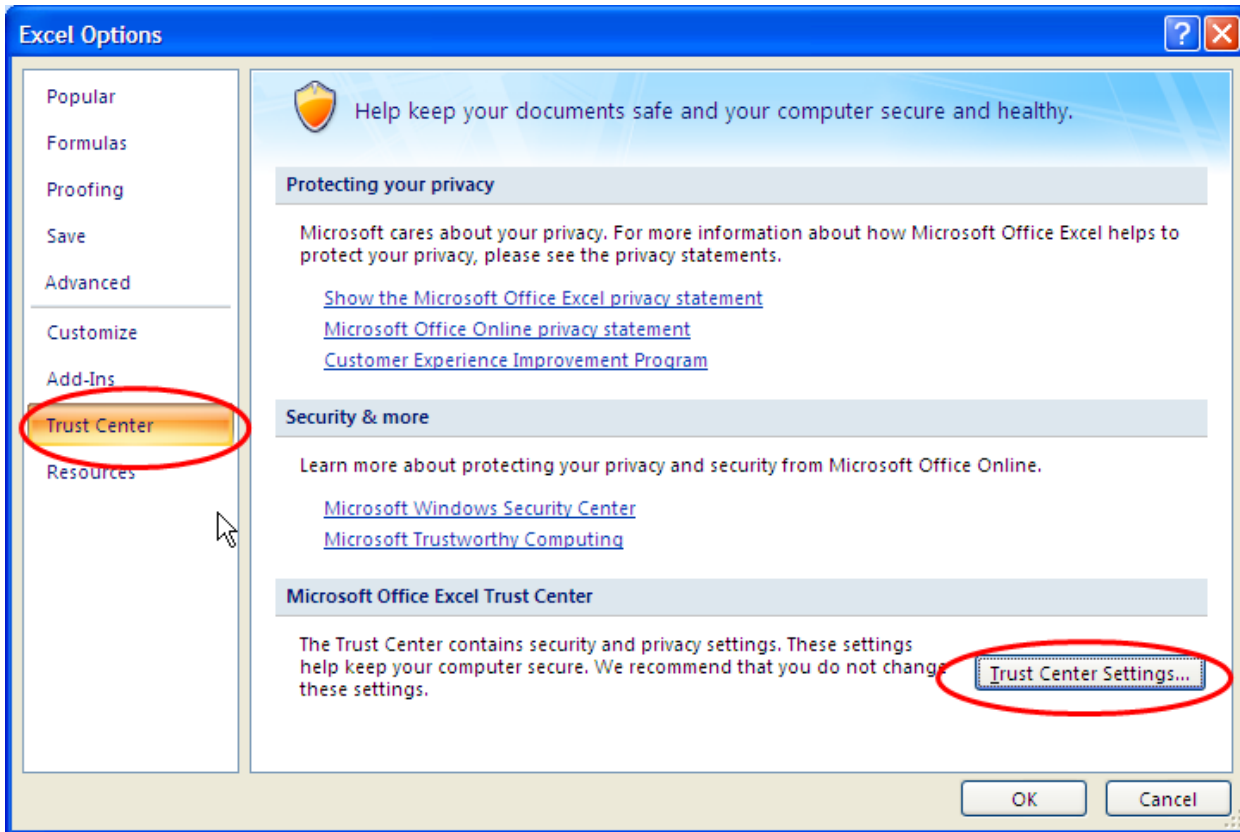 Excel Options
?
Popular
Formulas
Proofing
Save
Advanced
Customize
Add-Ins
Trust Center
Resources
Help keep your documents safe and your computer secure and healthy.
Protecting your privacy
Microsoft cares about your privacy. For more information about how Microsoft Office Excel helps to
protect your privacy, please see the privacy statements.
Show the Microsoft Office Excel privacy statement
Microsoft Office Online privacy statement
Customer Experience Improvement Program
Security & more
Learn more about protecting your privacy and security from Microsoft Office Online.
Microsoft Windows Security Center
Microsoft Trustworthy Computing
Microsoft Office Excel Trust Center
The Trust Center contains security and privacy settings. These settings
help keep your computer secure. We recommend that you do not change
these settings.
Trust Center Settings...
OK
Cancel